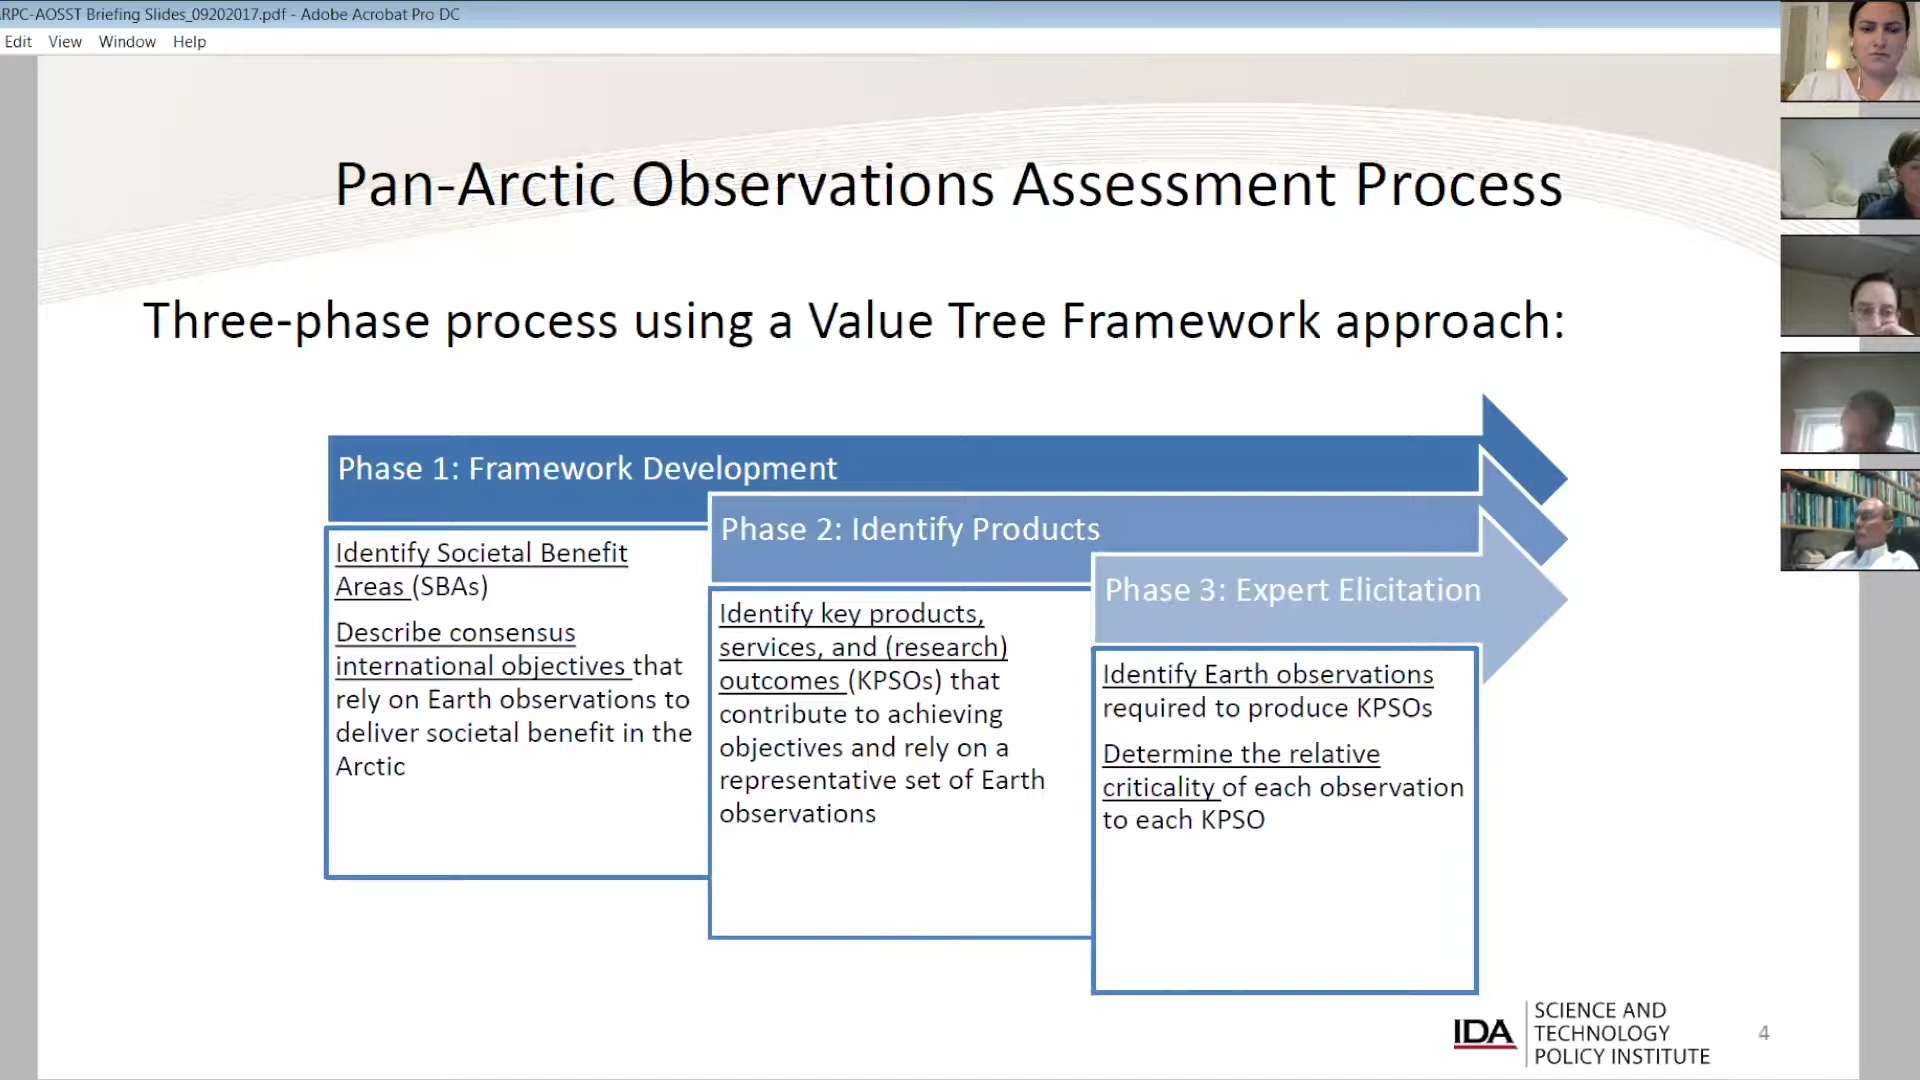 RPC-AOSST Briefing Slides_09202017.pdf - Adobe Acrobat Pro DC
Edit View Window Help
Pan-Arctic Observations Assessment Process
Three-phase process using a Value Tree Framework approach:
Phase 1: Framework Development
Identify Societal Benefit
Areas (SBAs)
Describe consensus
international objectives that
rely on Earth observations to
deliver societal benefit in the
Arctic
Phase 2: Identify Products
Identify key products,
services, and (research)
outcomes (KPSOs) that
contribute to achieving
objectives and rely on a
representative set of Earth
observations
Phase 3: Expert Elicitation
Identify Earth observations
required to produce KPSOs
Determine the relative
criticality of each observation
to each KPSO
IDA
SCIENCE AND
TECHNOLOGY
POLICY INSTITUTE
4